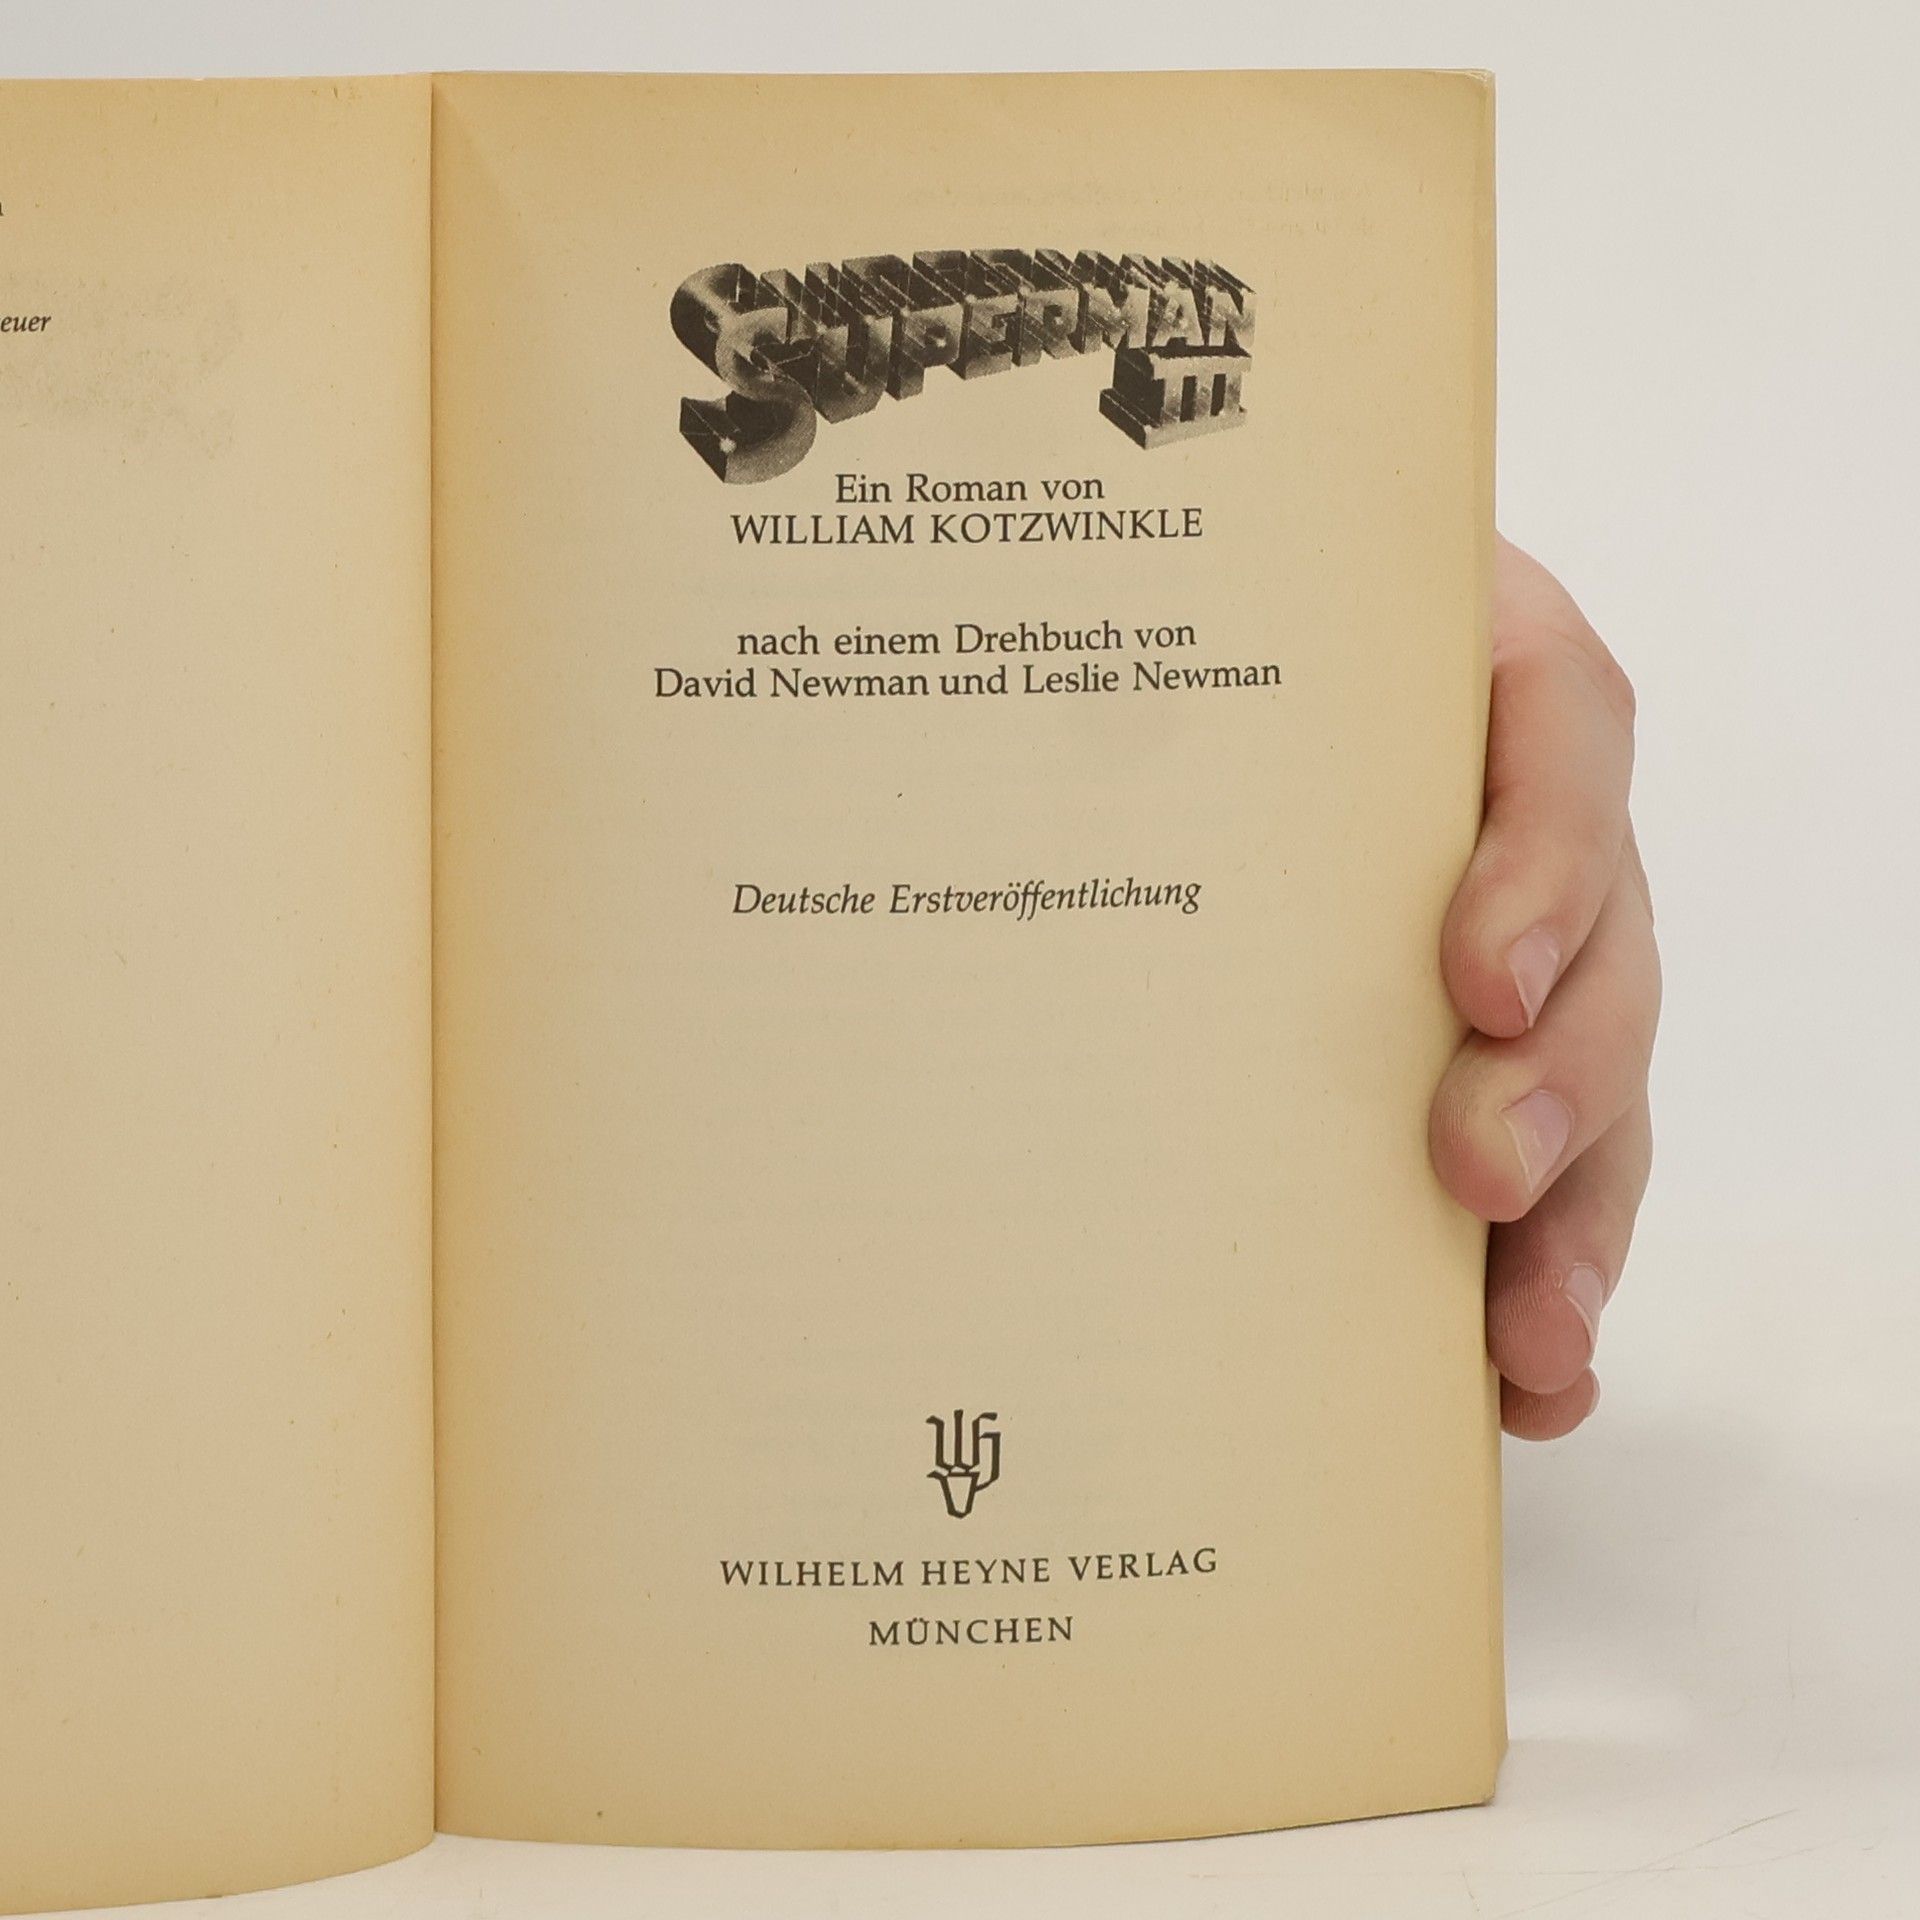 euer
SUPERMAN
III
Ein Roman von
WILLIAM KOTZWINKLE
nach einem Drehbuch von
David Newman und Leslie Newman
Deutsche Erstveröffentlichung
WILHELM HEYNE VERLAG
MÜNCHEN